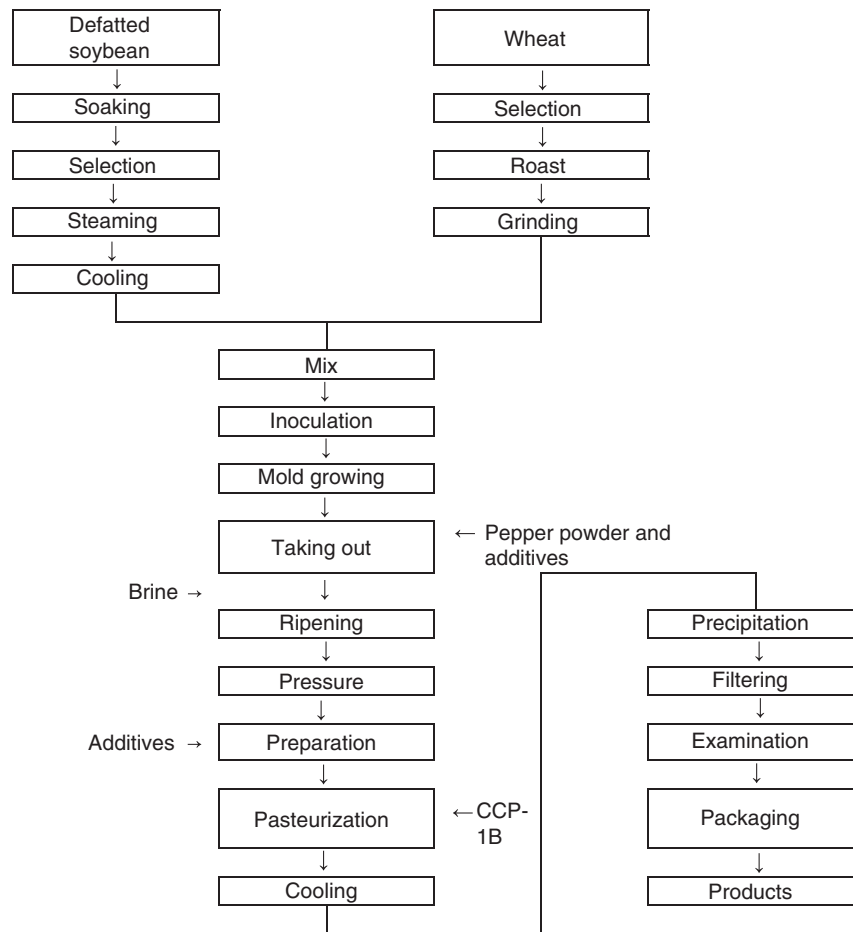 Defatted
soybean
Soaking
Selection
Steaming
Cooling
Wheat
Selection
Roast
Grinding
Mix
Inoculation
Mold growing
Taking out
← Pepper powder and
additives
Brine →
Ripening
Pressure
Additives →
Preparation
Pasteurization
← CCP-
1B
Cooling
Precipitation
Filtering
Examination
Packaging
Products